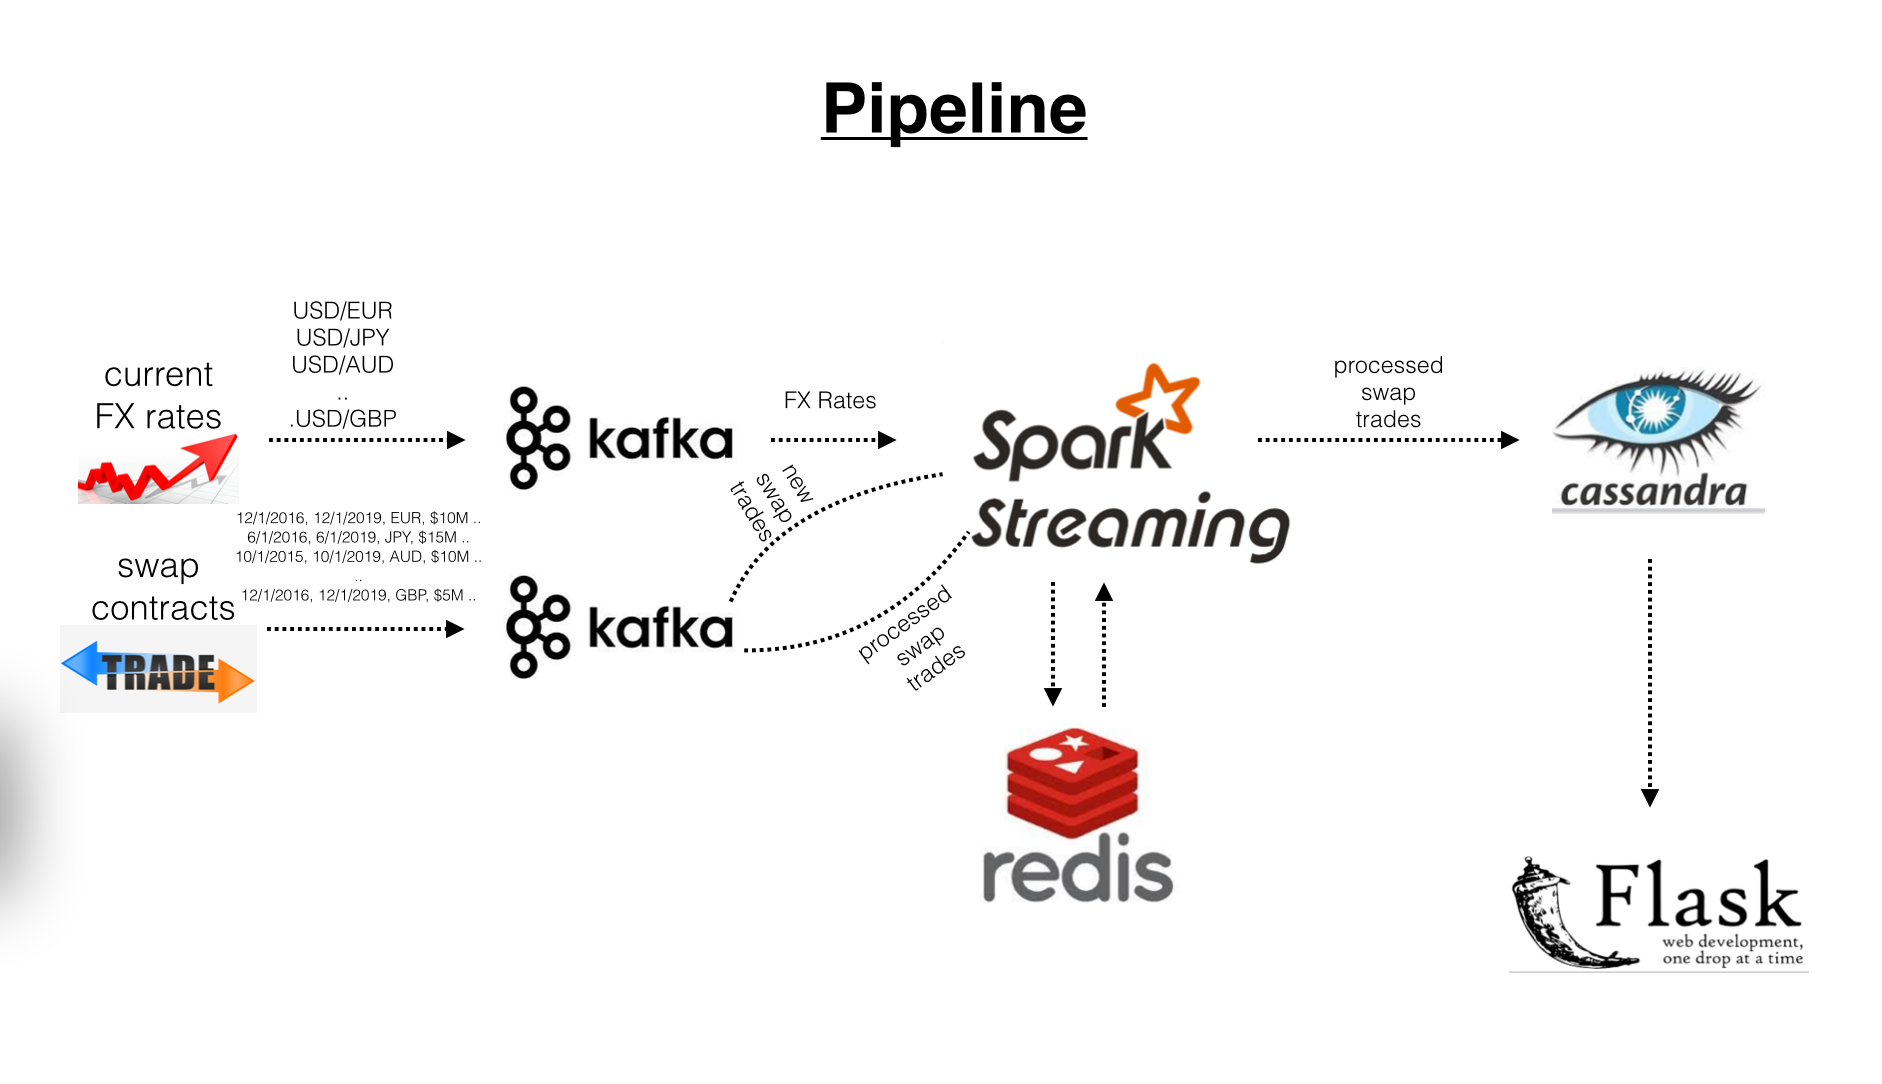 Pipeline
USD/EUR
USD/JPY
USD/AUD
..
.USD/GBP
current
FX rates
kafka
FX Rates
Spark
Streaming
processed
swap
trades
cassandra
new
swap
trades
12/1/2016, 12/1/2019, EUR, $10M ..
6/1/2016, 6/1/2019, JPY, $15M ..
10/1/2015, 10/1/2019, AUD, $10M ..
..
12/1/2016, 12/1/2019, GBP, $5M ..
swap
contracts
TRADE
kafka
processed
swap
trades
redis
Flask
web development,
one drop at a time